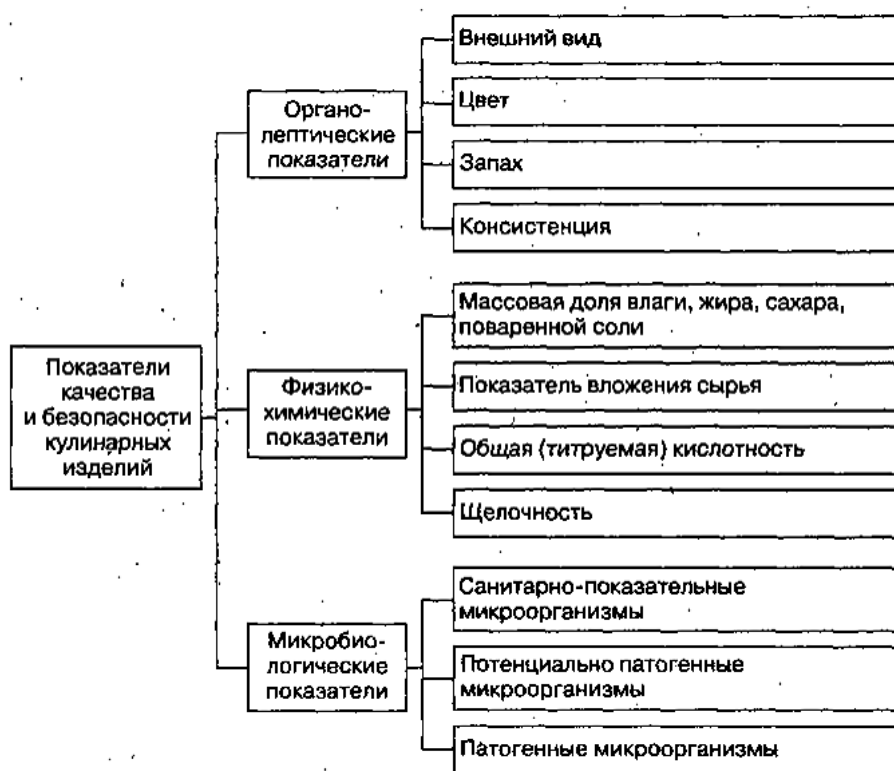 Внешний вид
Цвет
Органо-
лептические
показатели
Запах
Консистенция
Массовая доля влаги, жира, сахара,
поваренной соли
Показатели
качества
и безопасности
кулинарных
изделий
Физико-
химические
показатели
Показатель вложения сырья
Общая (титруемая) кислотность
Щелочность
Санитарно-показательные
микроорганизмы
Микробио-
логические
показатели
Потенциально патогенные
микроорганизмы
Патогенные микроорганизмы